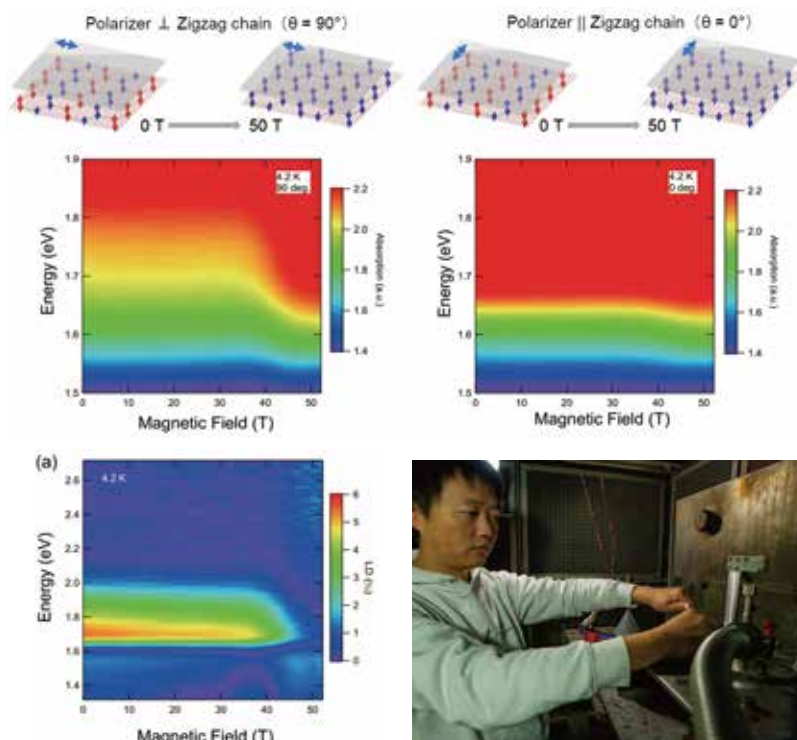 Polarizer ⊥ Zigzag chain (θ = 90°)
Polarizer || Zigzag chain (θ = 0°)
0 T 50 T
0 T 50 T
1.9
1.8
1.7
1.6
1.5
Energy (eV)
4.2 K
90 deg.
0 10 20 30 40 50
Magnetic Field (T)
2.2
2.0
1.8
1.6
1.4
Absorption (a.u.)
1.9
1.8
1.7
1.6
1.5
Energy (eV)
4.2 K
0 deg.
0 10 20 30 40 50
Magnetic Field (T)
2.2
2.0
1.8
1.6
1.4
Absorption (a.u.)
(a)
4.2 K
2.6
2.4
2.2
2.0
1.8
1.6
1.4
Energy (eV)
0 10 20 30 40 50
Magnetic Field (T)
6
5
4
3
2
1
0
LD (%)